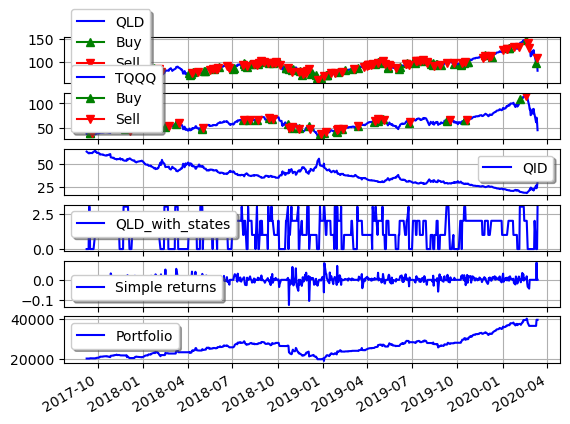 QLD
Buy
Sell
150
100
TQQQ
Buy
Sell
100
50
QID
50
25
QLD_with_states
2.5
0.0
Simple returns
0.0
−0.1
Portfolio
40000
20000
2017-10 2018-01 2018-04 2018-07 2018-10 2019-01 2019-04 2019-07 2019-10 2020-01 2020-04